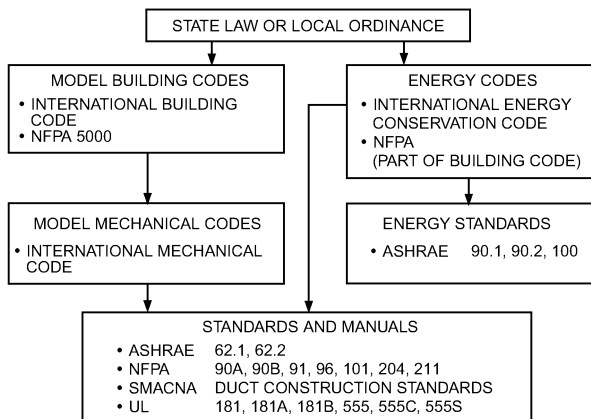 STATE LAW OR LOCAL ORDINANCE
MODEL BUILDING CODES
• INTERNATIONAL BUILDING
CODE
• NFPA 5000
ENERGY CODES
• INTERNATIONAL ENERGY
CONSERVATION CODE
• NFPA
(PART OF BUILDING CODE)
MODEL MECHANICAL CODES
• INTERNATIONAL MECHANICAL
CODE
ENERGY STANDARDS
• ASHRAE 90.1, 90.2, 100
STANDARDS AND MANUALS
• ASHRAE 62.1, 62.2
• NFPA 90A, 90B, 91, 96, 101, 204, 211
• SMACNA DUCT CONSTRUCTION STANDARDS
• UL 181, 181A, 181B, 555, 555C, 555S